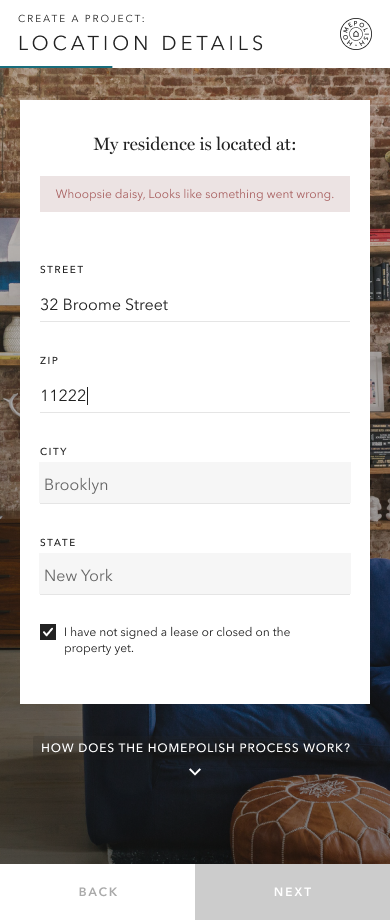 CREATE A PROJECT:
LOCATION DETAILS
HOMEPOLISH
My residence is located at:
Whoopsie daisy, Looks like something went wrong.
STREET
32 Broome Street
ZIP
11222
CITY
Brooklyn
STATE
New York
I have not signed a lease or closed on the
property yet.
HOW DOES THE HOMEPOLISH PROCESS WORK?
BACK
NEXT